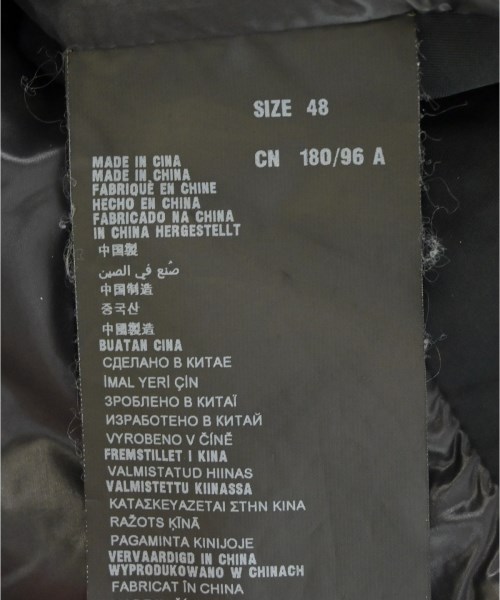 SIZE 48
CN 180/96 A
MADE IN CINA
MADE IN CHINA
FABRIQUÈ EN CHINE
HECHO EN CHINA
FABRICADO NA CHINA
IN CHINA HERGESTELLT
中国製
صُنع في الصين
中国制造
중국산
中國製造
BUATAN CINA
СДЕЛАНО В КИТАЕ
İMAL YERİ ÇİN
ЗРОБЛЕНО В КИТАЇ
ИЗРАБОТЕНО В КИТАЙ
VYROBENO V ČÍNĚ
FREMSTILLET I KINA
VALMISTATUD HIINAS
VALMISTETTU KIINASSA
ΚΑΤΑΣΚΕΥΑΖΕΤΑΙ ΣΤΗΝ ΚΙΝΑ
RAŽOTS ĶĪNĀ
PAGAMINTA KINIJOJE
VERVAARDIGD IN CHINA
WYPRODUKOWANO W CHINACH
FABRICAT ÎN CHINA